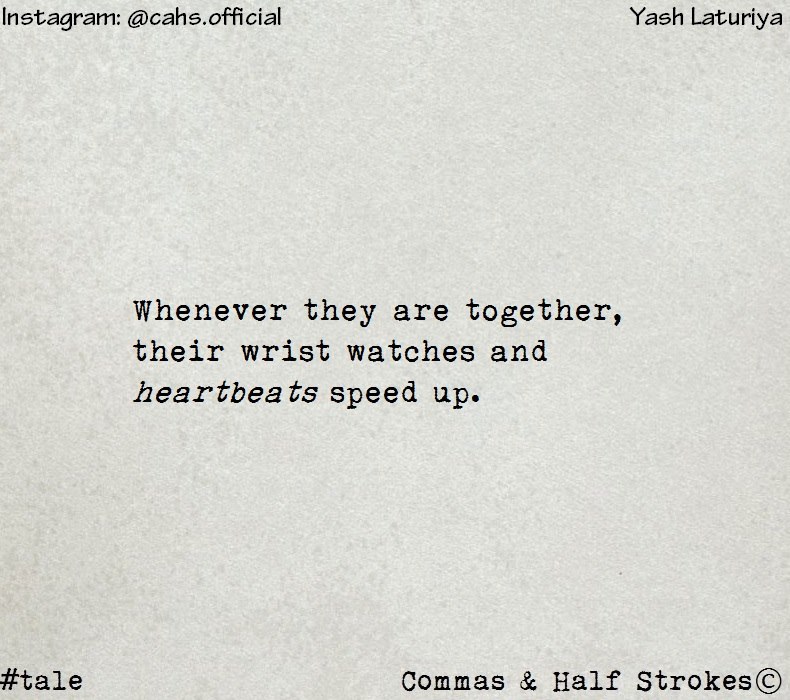 Instagram: @cahs.official
Yash Laturiya
Whenever they are together,
their wrist watches and
heartbeats speed up.
#tale
Commas & Half Strokes©